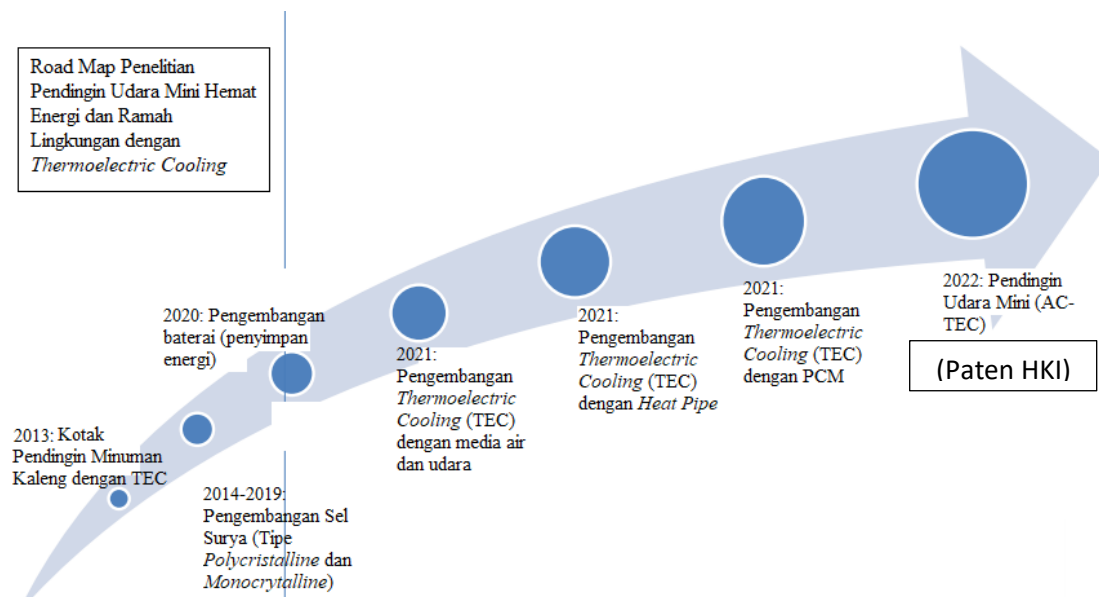 Road Map Penelitian
Pendingin Udara Mini Hemat
Energi dan Ramah
Lingkungan dengan
Thermoelectric Cooling
2013: Kotak
Pendingin Minuman
Kaleng dengan TEC
2014-2019:
Pengembangan Sel
Surya (Tipe
Polycristalline dan
Monocrytalline)
2020: Pengembangan
baterai (penyimpan
energi)
2021:
Pengembangan
Thermoelectric
Cooling (TEC)
dengan media air
dan udara
2021:
Pengembangan
Thermoelectric
Cooling (TEC)
dengan Heat Pipe
2021:
Pengembangan
Thermoelectric
Cooling (TEC)
dengan PCM
2022: Pendingin
Udara Mini (AC-
TEC)
(Paten HKI)